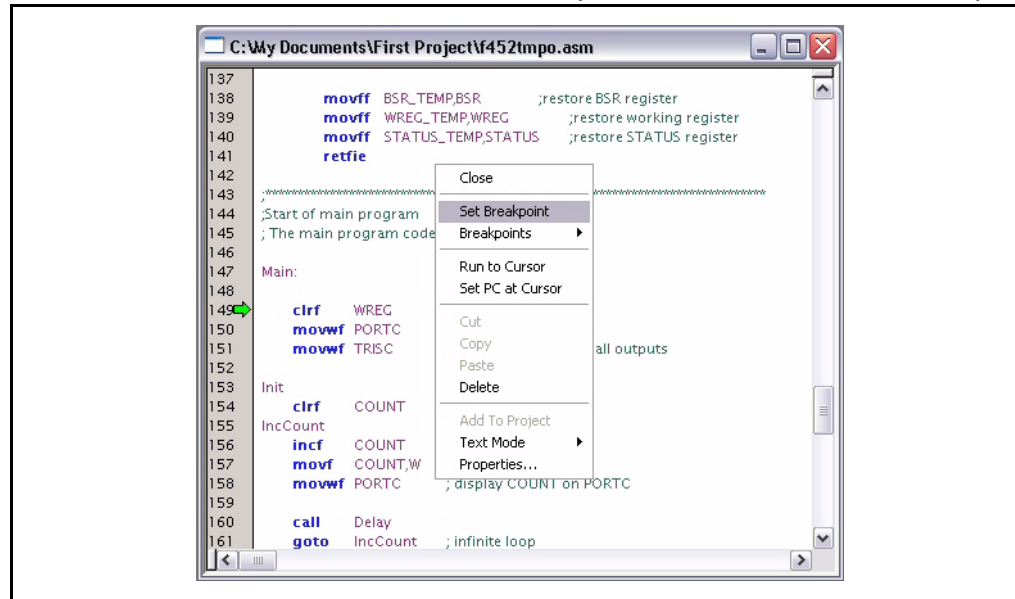 C:\My Documents\First Project\f452tmpo.asm
137
138 movff BSR_TEMP,BSR ;restore BSR register
139 movff WREG_TEMP,WREG ;restore working register
140 movff STATUS_TEMP,STATUS ;restore STATUS register
141 retfie
142
143
144 ;Start of main program
145 ; The main program code
146
147 Main:
148
149 clrf WREG
150 movwf PORTC
151 movwf TRISC all outputs
152
153 Init
154 clrf COUNT
155 IncCount
156 incf COUNT
157 movf COUNT,W
158 movwf PORTC ; display COUNT on PORTC
159
160 call Delay
161 goto IncCount ; infinite loop
Close
Set Breakpoint
Breakpoints
Run to Cursor
Set PC at Cursor
Cut
Copy
Paste
Delete
Add To Project
Text Mode
Properties...